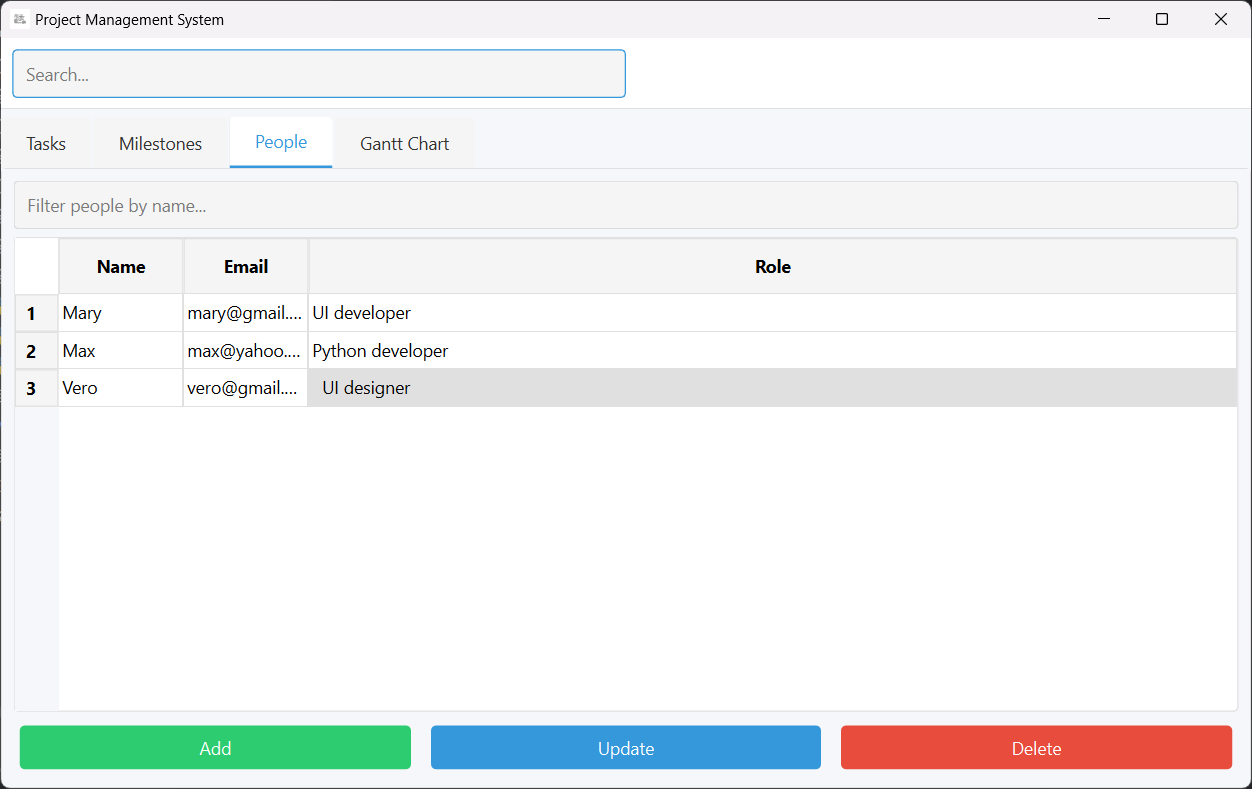 Project Management System
Search...
Tasks Milestones People Gantt Chart
Filter people by name...
Name Email Role
1 Mary mary@gmail.... UI developer
2 Max max@yahoo.... Python developer
3 Vero vero@gmail.... UI designer
Add Update Delete